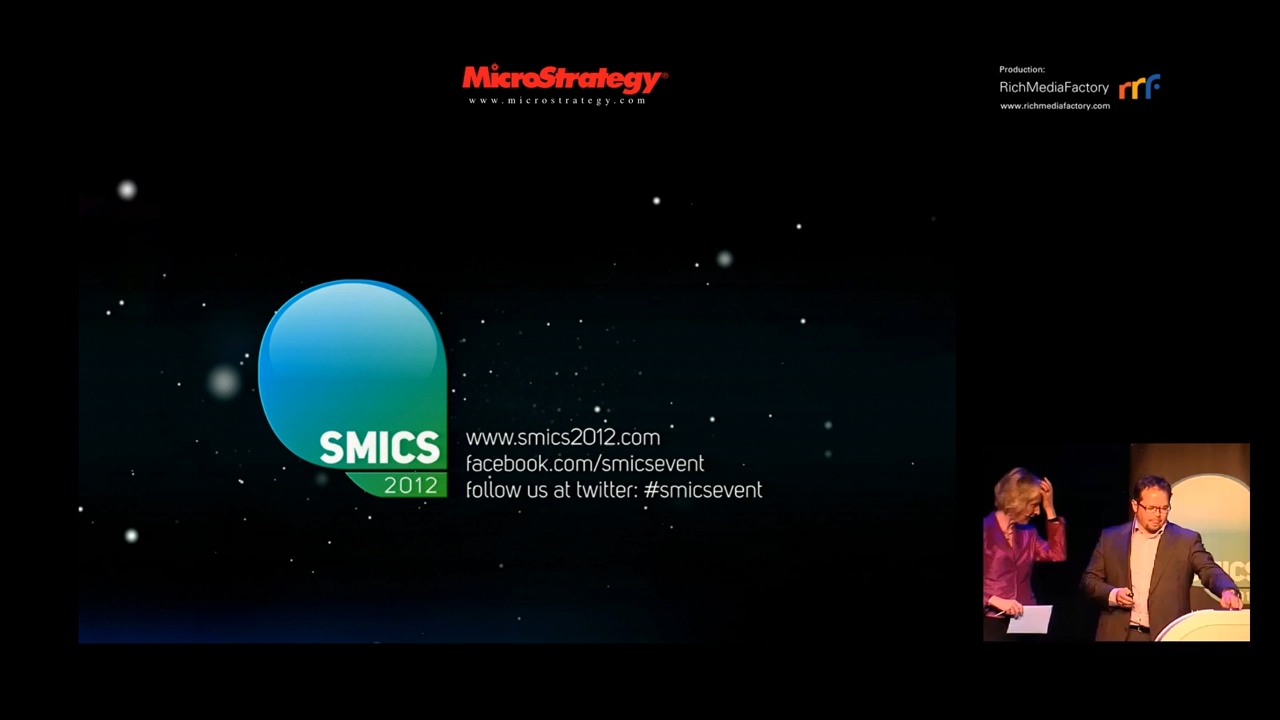 MicroStrategy®
www.microstrategy.com
Production:
RichMediaFactory rrf
www.richmediafactory.com
SMICS
2012
www.smics2012.com
facebook.com/smicsevent
follow us at twitter: #smicsevent